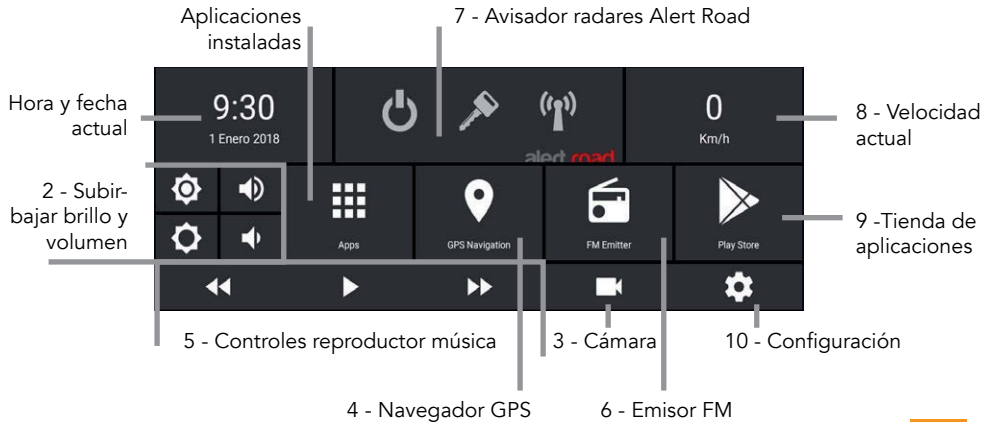 Aplicaciones
instaladas
7 - Avisador radares Alert Road
Hora y fecha
actual
9:30
1 Enero 2018
alert road
0
Km/h
8 - Velocidad
actual
2 - Subir-
bajar brillo y
volumen
Apps
GPS Navigation
FM Emitter
Play Store
9 -Tienda de
aplicaciones
5 - Controles reproductor música
3 - Cámara
10 - Configuración
4 - Navegador GPS
6 - Emisor FM